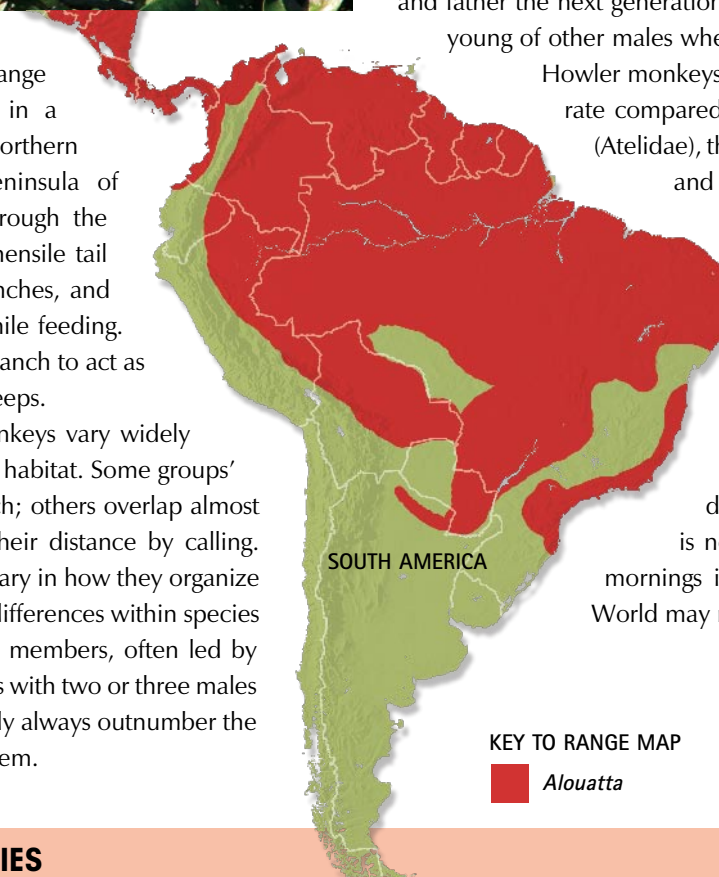 ange
in a
orthern
eninsula of
rough the
hensile tail
nches, and
hile feeding.
ranch to act as
eeps.
nkeys vary widely
habitat. Some groups'
ch; others overlap almost
heir distance by calling.
ary in how they organize
differences within species
members, often led by
s with two or three males
ly always outnumber the
em.
and father the next generation
young of other males whe
Howler monkeys
rate compared
(Atelidae), th
and
d
is n
mornings i
World may
SOUTH AMERICA
KEY TO RANGE MAP
Alouatta
IES